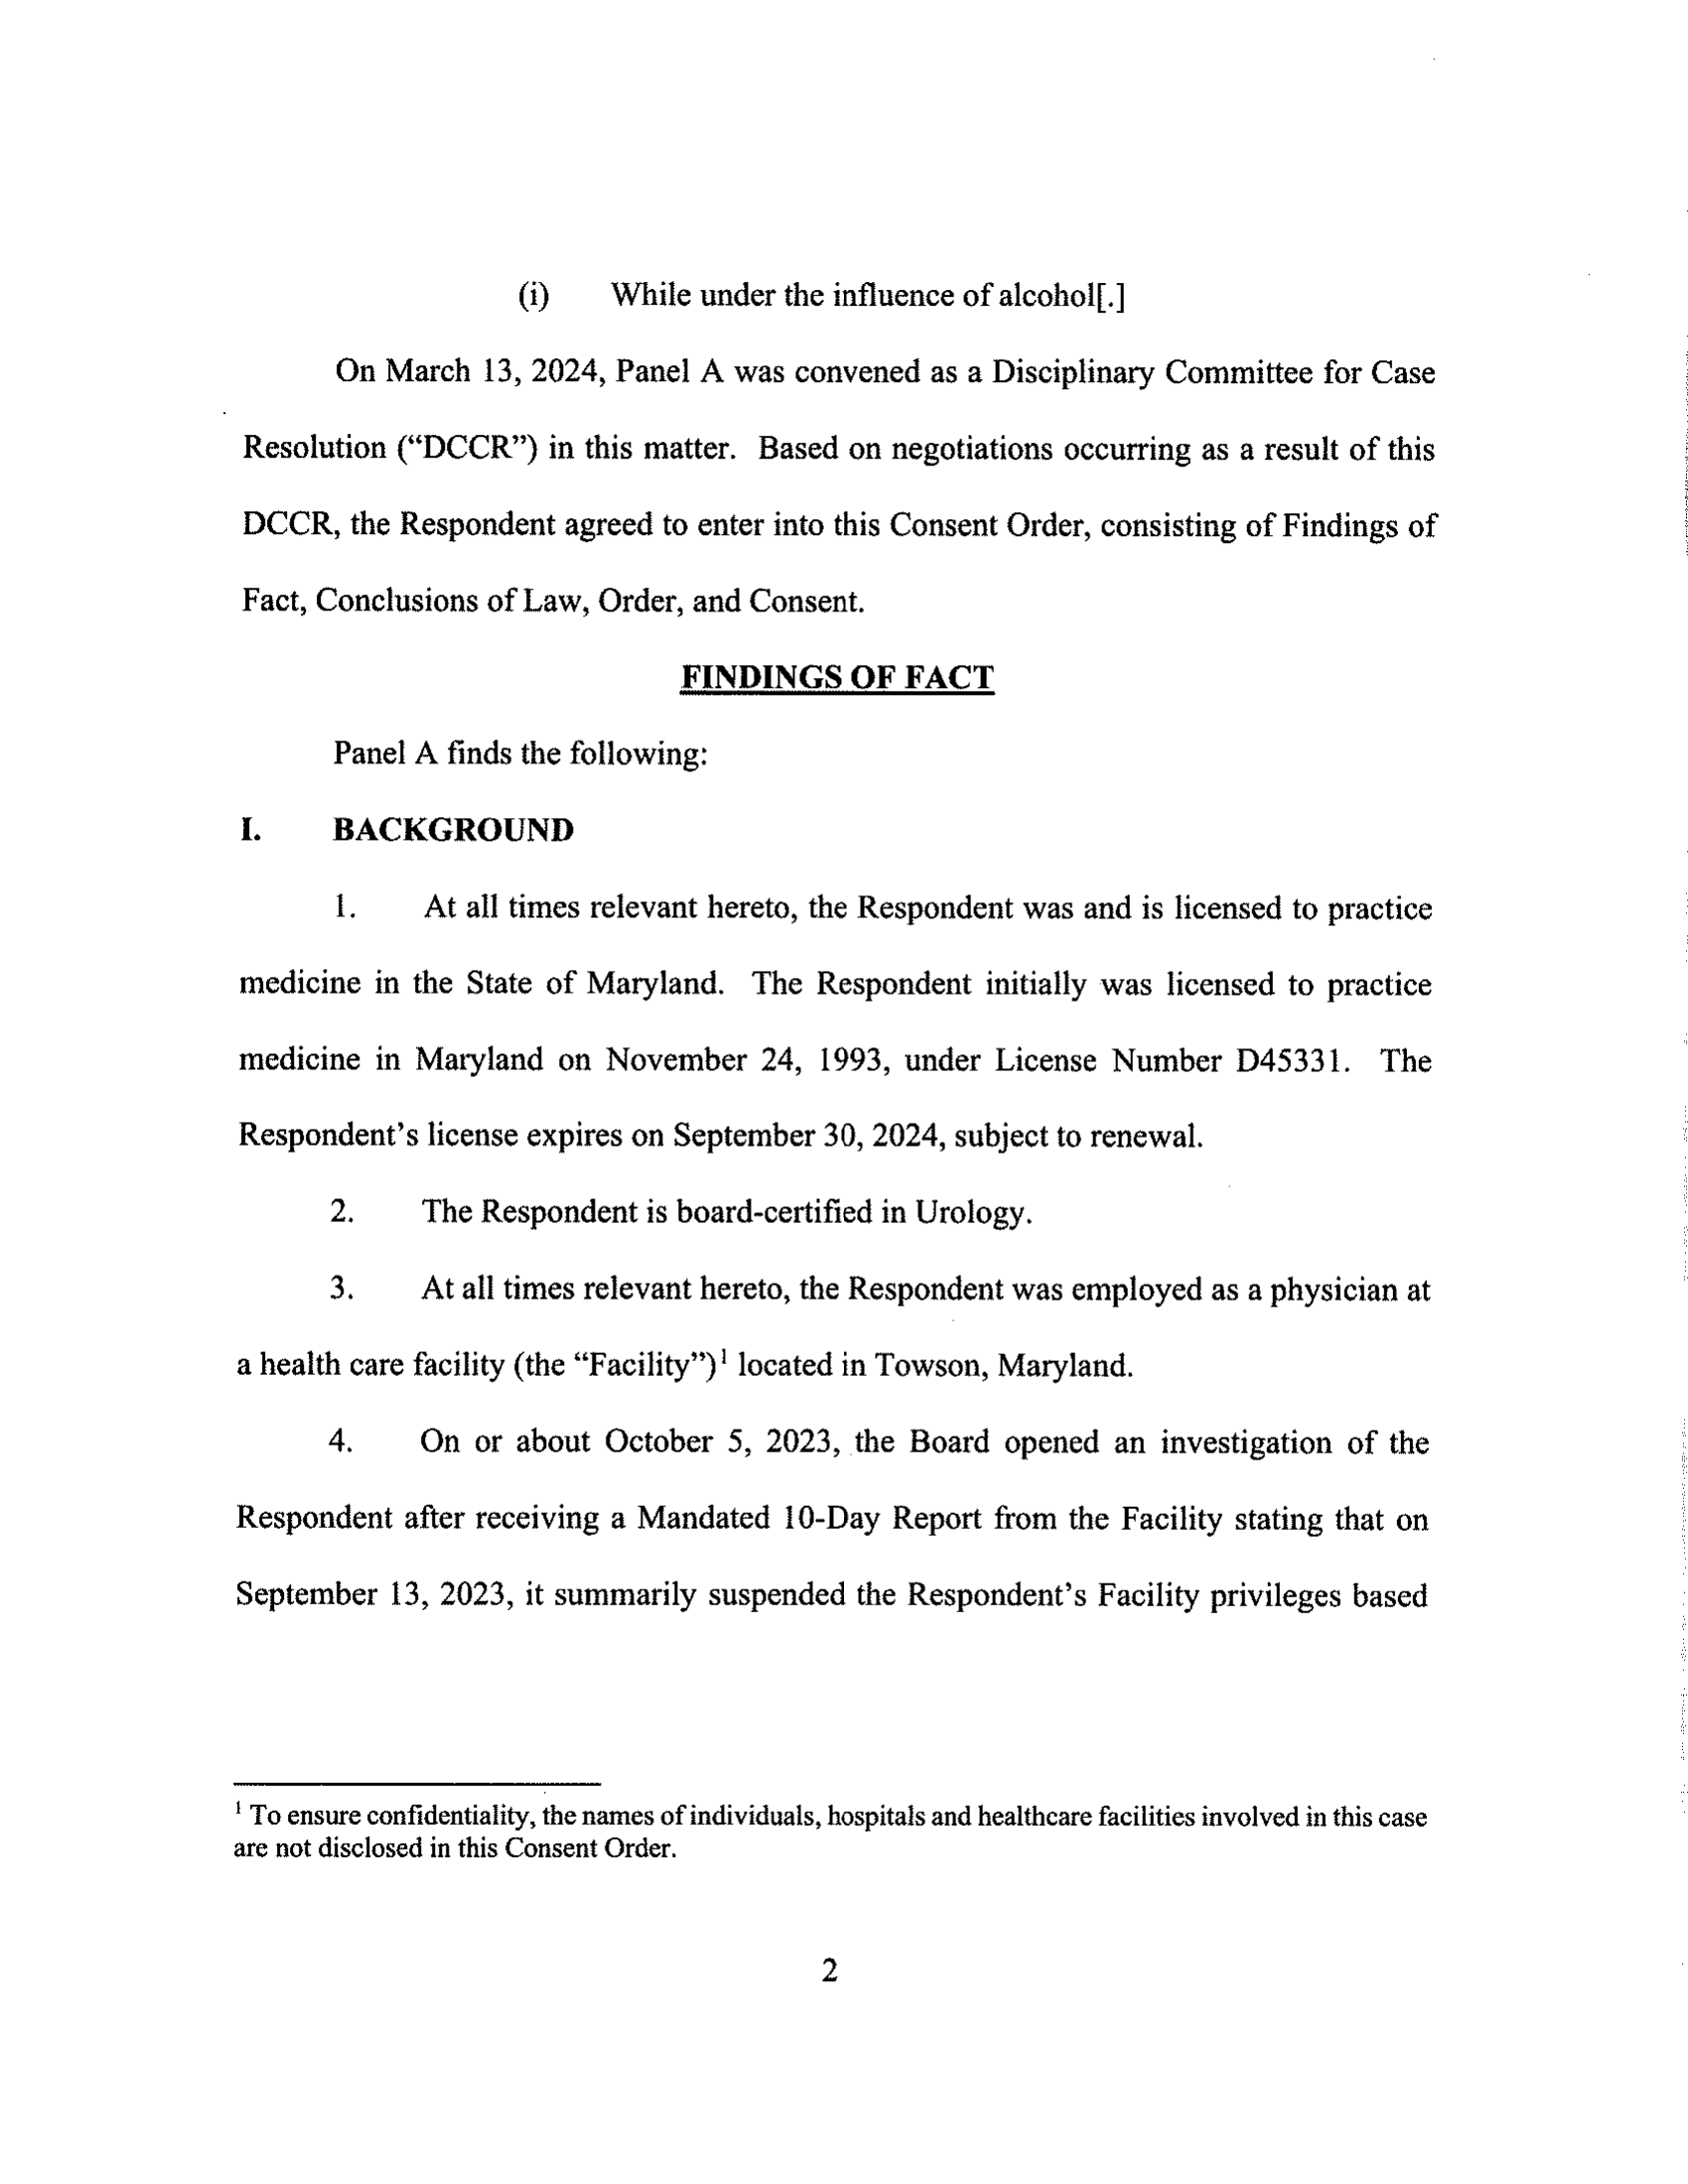 (i) While under the influence of alcohol[.]
On March 13, 2024, Panel A was convened as a Disciplinary Committee for Case
Resolution (“DCCR”) in this matter. Based on negotiations occurring as a result of this
DCCR, the Respondent agreed to enter into this Consent Order, consisting of Findings of
Fact, Conclusions of Law, Order, and Consent.
FINDINGS OF FACT
Panel A finds the following:
I. BACKGROUND
1. At all times relevant hereto, the Respondent was and is licensed to practice
medicine in the State of Maryland. The Respondent initially was licensed to practice
medicine in Maryland on November 24, 1993, under License Number D45331. The
Respondent’s license expires on September 30, 2024, subject to renewal.
2. The Respondent is board-certified in Urology.
3. At all times relevant hereto, the Respondent was employed as a physician at
a health care facility (the “Facility”)¹ located in Towson, Maryland.
4. On or about October 5, 2023, the Board opened an investigation of the
Respondent after receiving a Mandated 10-Day Report from the Facility stating that on
September 13, 2023, it summarily suspended the Respondent’s Facility privileges based
¹ To ensure confidentiality, the names of individuals, hospitals and healthcare facilities involved in this case
are not disclosed in this Consent Order.
2